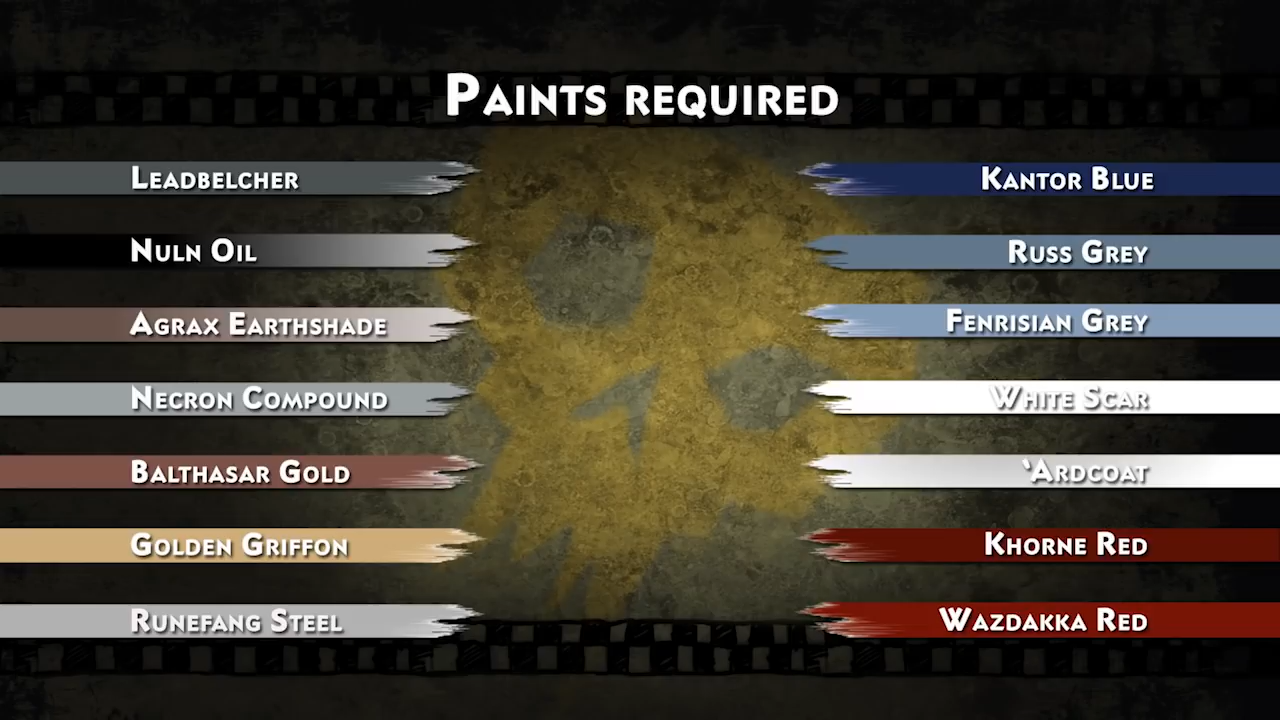 Paints required
Leadbelcher
Nuln Oil
Agrax Earthshade
Necron Compound
Balthasar Gold
Golden Griffon
Runefang Steel
Kantor Blue
Russ Grey
Fenrisian Grey
White Scar
'Ardcoat
Khorne Red
Wazdakka Red